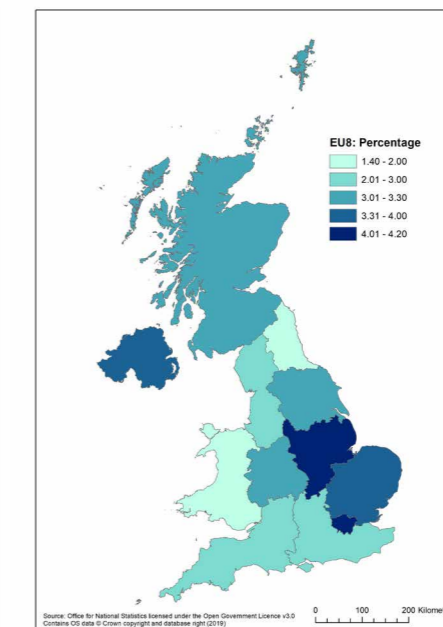 EU8: Percentage
1.40 - 2.00
2.01 - 3.00
3.01 - 3.30
3.31 - 4.00
4.01 - 4.20
Source: Office for National Statistics licensed under the Open Government Licence v3.0
Contains OS data © Crown copyright and database right (2019)
0 100 200 Kilome